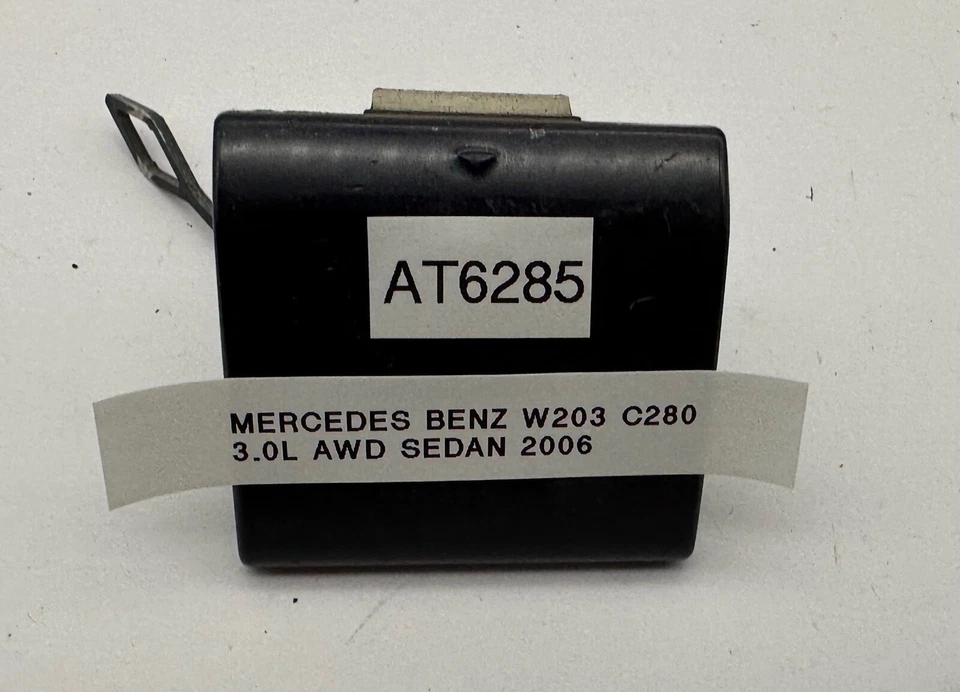 AT6285
MERCEDES BENZ W203 C280
3.0L AWD SEDAN 2006